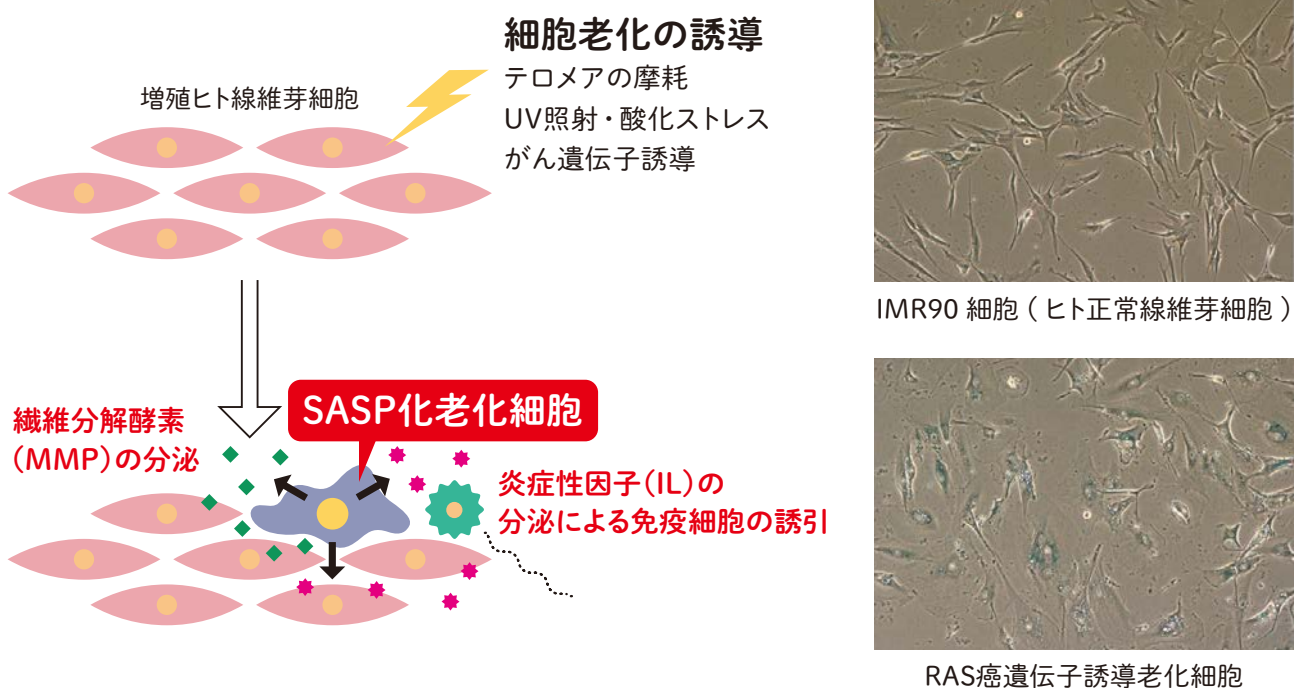 細胞老化の誘導
テロメアの摩耗
UV照射・酸化ストレス
がん遺伝子誘導
増殖ヒト線維芽細胞
IMR90 細胞（ヒト正常線維芽細胞）
SASP化老化細胞
繊維分解酵素
（MMP）の分泌
炎症性因子（IL）の
分泌による免疫細胞の誘引
RAS癌遺伝子誘導老化細胞